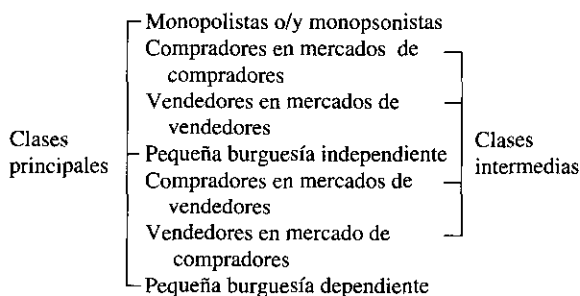 Monopolistas o/y monopsonistas
Compradores en mercados de
compradores
Vendedores en mercados de
vendedores
Clases
principales
Pequeña burguesía independiente
Clases
intermedias
Compradores en mercados de
vendedores
Vendedores en mercado de
compradores
Pequeña burguesía dependiente